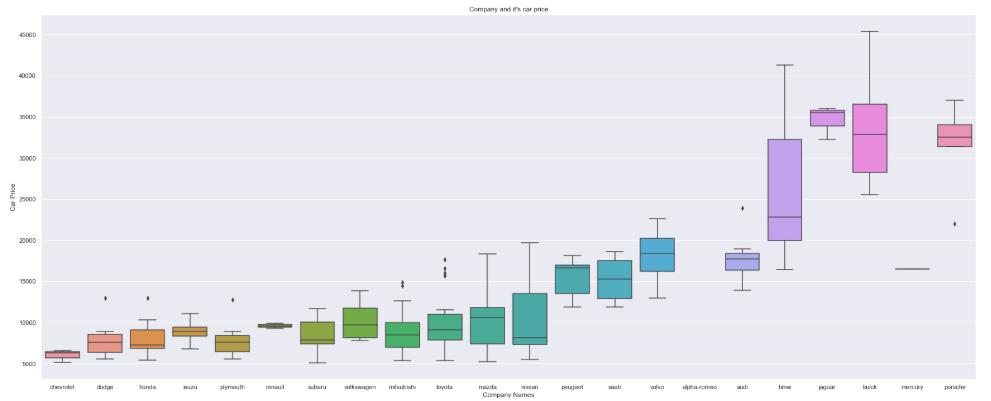 Company and it's car price
45000
40000
35000
30000
25000
20000
15000
10000
5000
Car Price
chevrolet dodge honda isuzu plymouth renault subaru volkswagen mitsubishi toyota mazda nissan peugeot saab volvo alpha-romeo audi bmw jaguar buick mercury porsche
Company Names